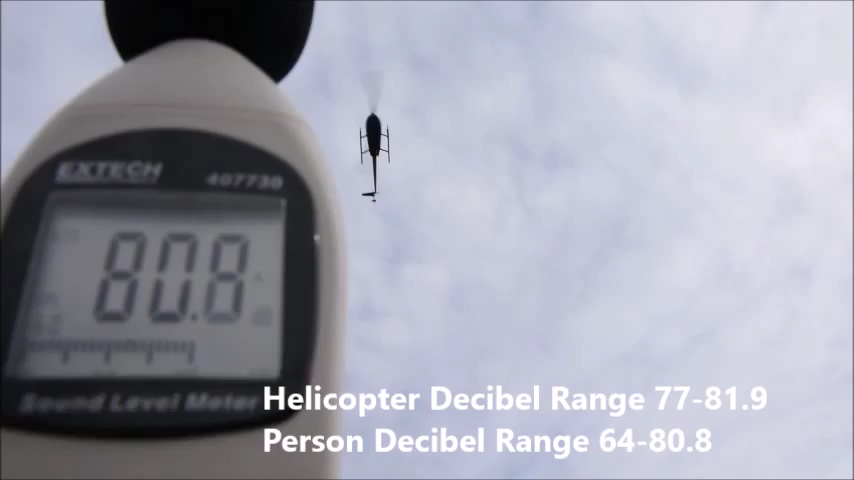 EXTECH 407730
80.8
Sound Level Meter
Helicopter Decibel Range 77-81.9
Person Decibel Range 64-80.8